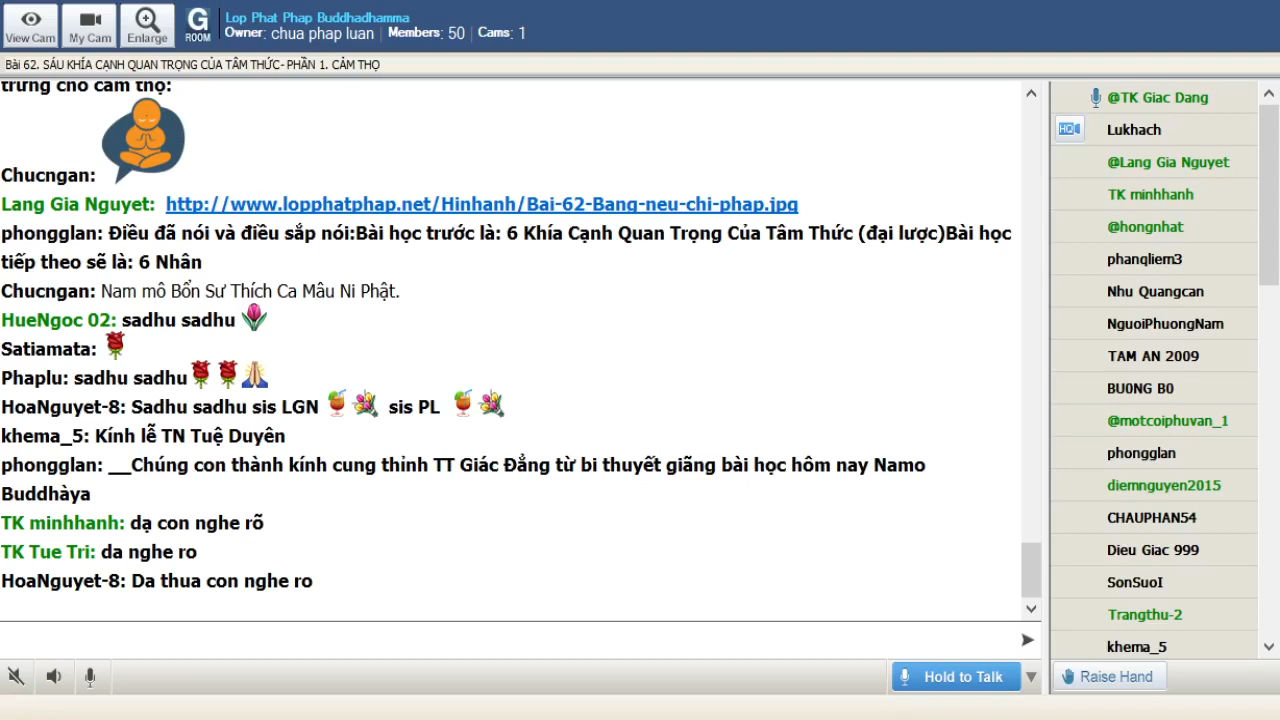 View Cam
My Cam
Enlarge
G
ROOM
Lop Phat Phap Buddhadhamma
Owner: chua phap luan Members: 50 Cams: 1
Bài 62. SÁU KHÍA CẠNH QUAN TRỌNG CỦA TÂM THỨC- PHẦN 1. CẢM THỌ
trưng cho cảm thọ:
Chucngan:
Lang Gia Nguyet: http://www.lopphatphap.net/Hinhanh/Bai-62-Bang-neu-chi-phap.jpg
phongglan: Điều đã nói và điều sắp nói:Bài học trước là: 6 Khía Cạnh Quan Trọng Của Tâm Thức (đại lược)Bài học
tiếp theo sẽ là: 6 Nhân
Chucngan: Nam mô Bổn Sư Thích Ca Mâu Ni Phật.
HueNgoc 02: sadhu sadhu
Satiamata:
Phaplu: sadhu sadhu
HoaNguyet-8: Sadhu sadhu sis LGN sis PL
khema_5: Kính lễ TN Tuệ Duyên
phongglan: __Chúng con thành kính cung thỉnh TT Giác Đẳng từ bi thuyết giãng bài học hôm nay Namo
Buddhàya
TK minhhanh: dạ con nghe rõ
TK Tue Tri: da nghe ro
HoaNguyet-8: Da thua con nghe ro
Hold to Talk
@TK Giac Dang
HQ
Lukhach
@Lang Gia Nguyet
TK minhhanh
@hongnhat
phanqliem3
Nhu Quangcan
NguoiPhuongNam
TAM AN 2009
BU0NG B0
@motcoiphuvan_1
phongglan
diemnguyen2015
CHAUPHAN54
Dieu Giac 999
SonSuoI
Trangthu-2
khema_5
Raise Hand